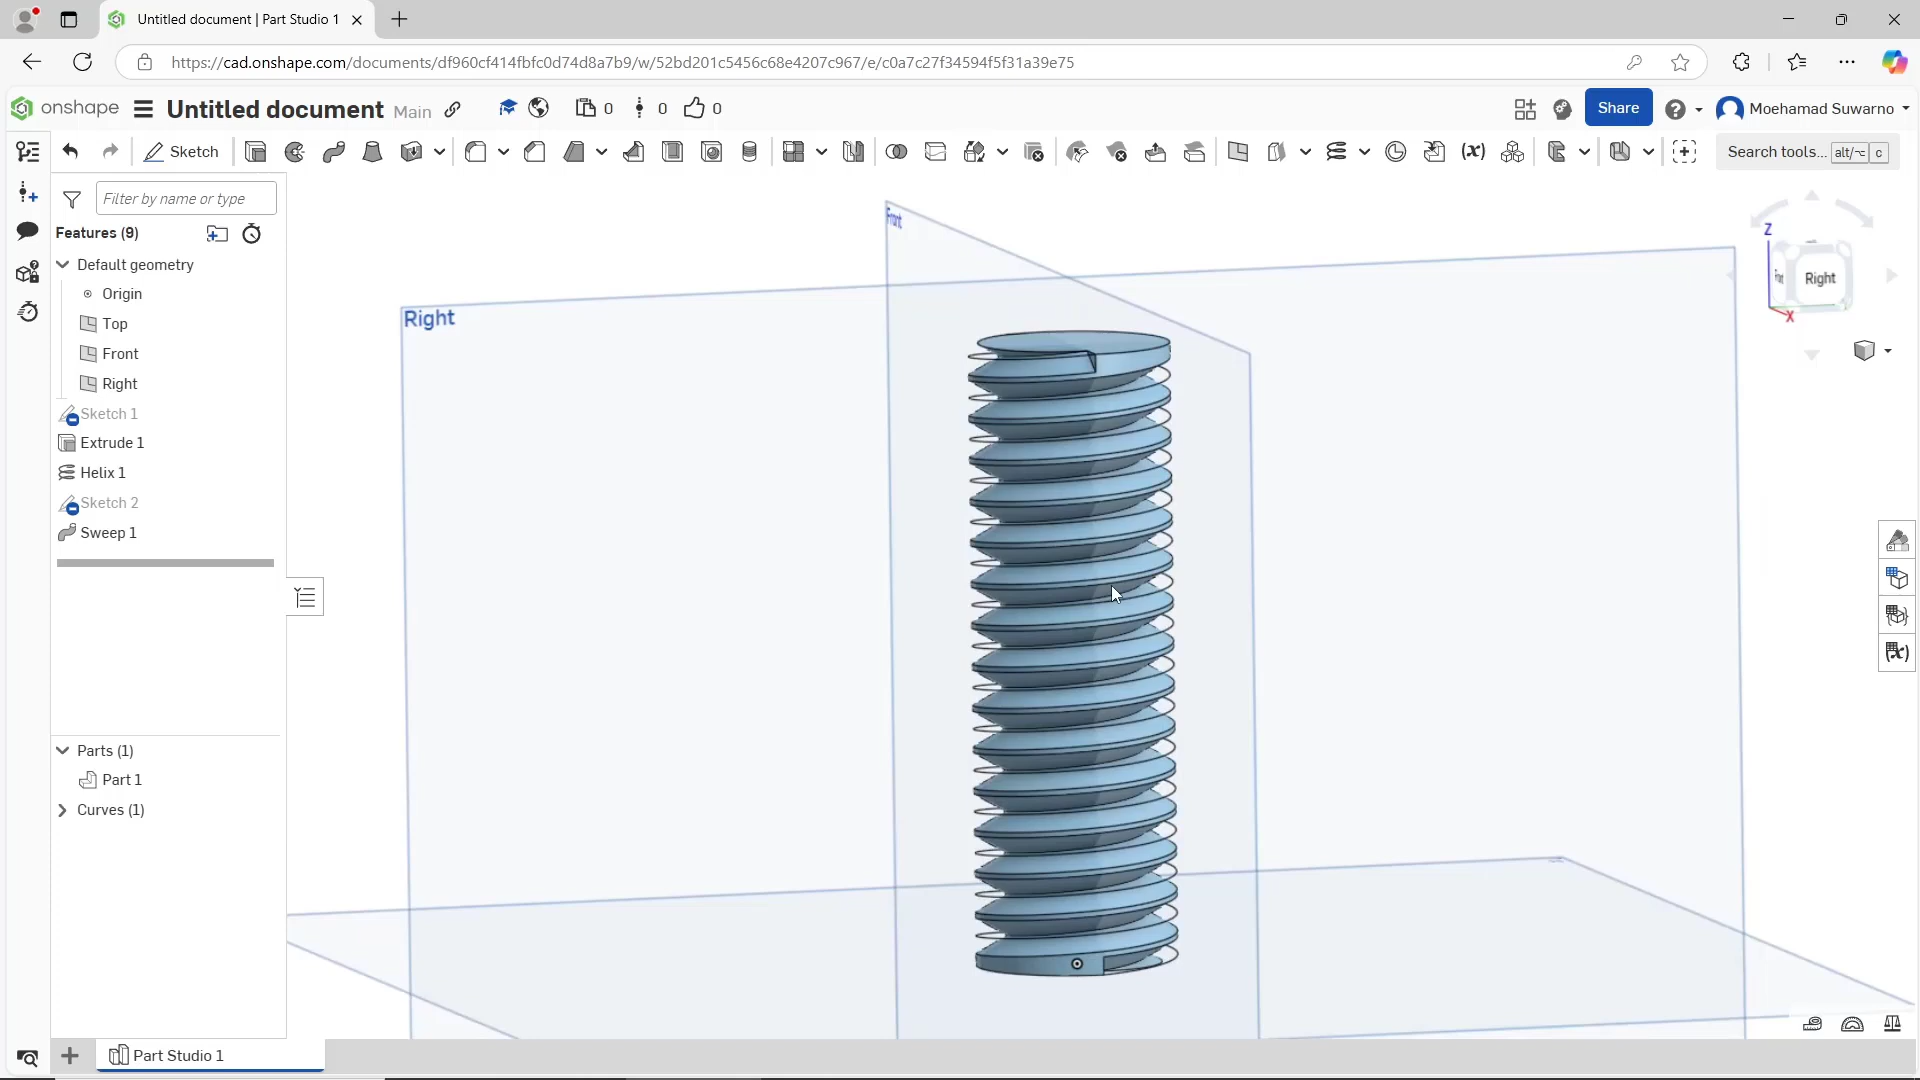 Untitled document | Part Studio 1
https://cad.onshape.com/documents/df960cf414fbfc0d74d8a7b9/w/52bd201c5456c68e4207c967/e/c0a7c27f34594f5f31a39e75
onshape Untitled document Main 0 0 0 Share Moehamad Suwarno
Sketch Search tools... alt/⌥ c
Filter by name or type
Features (9)
Default geometry
Origin
Top
Front
Right
Sketch 1
Extrude 1
Helix 1
Sketch 2
Sweep 1
Parts (1)
Part 1
Curves (1)
Front
Right
Z
Right
X
Part Studio 1